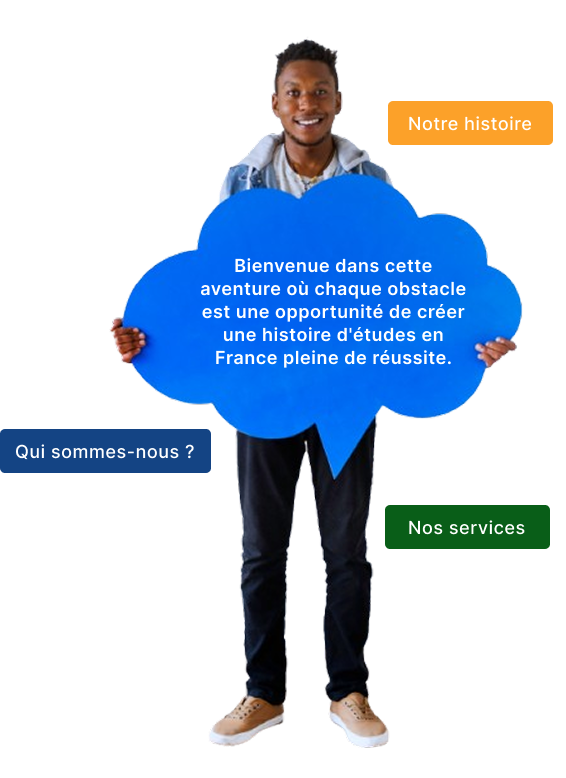 Notre histoire
Bienvenue dans cette
aventure où chaque obstacle
est une opportunité de créer
une histoire d'études en
France pleine de réussite.
Qui sommes-nous ?
Nos services